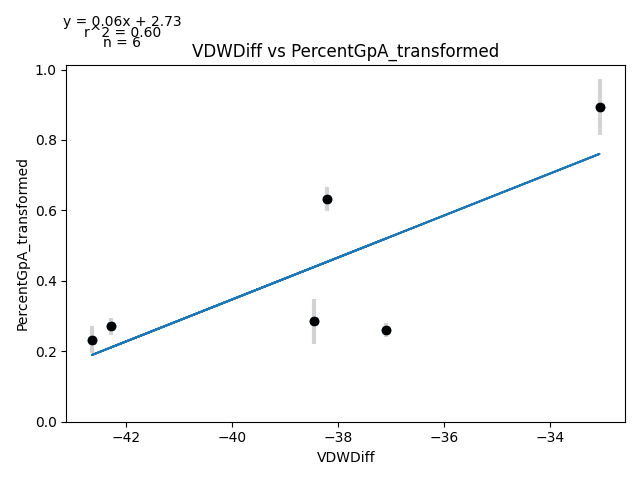 y = 0.06x + 2.73
r^2 = 0.60
n = 6
VDWDiff vs PercentGpA_transformed
1.0
0.8
0.6
0.4
0.2
0.0
PercentGpA_transformed
−42
−40
−38
−36
−34
VDWDiff